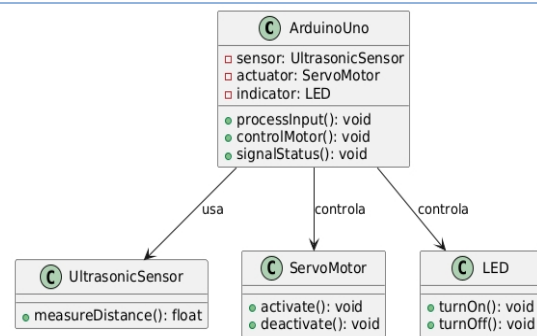 C ArduinoUno
sensor: UltrasonicSensor
actuator: ServoMotor
indicator: LED
processInput(): void
controlMotor(): void
signalStatus(): void
usa
controla
controla
C UltrasonicSensor
measureDistance(): float
C ServoMotor
activate(): void
deactivate(): void
C LED
turnOn(): void
turnOff(): void